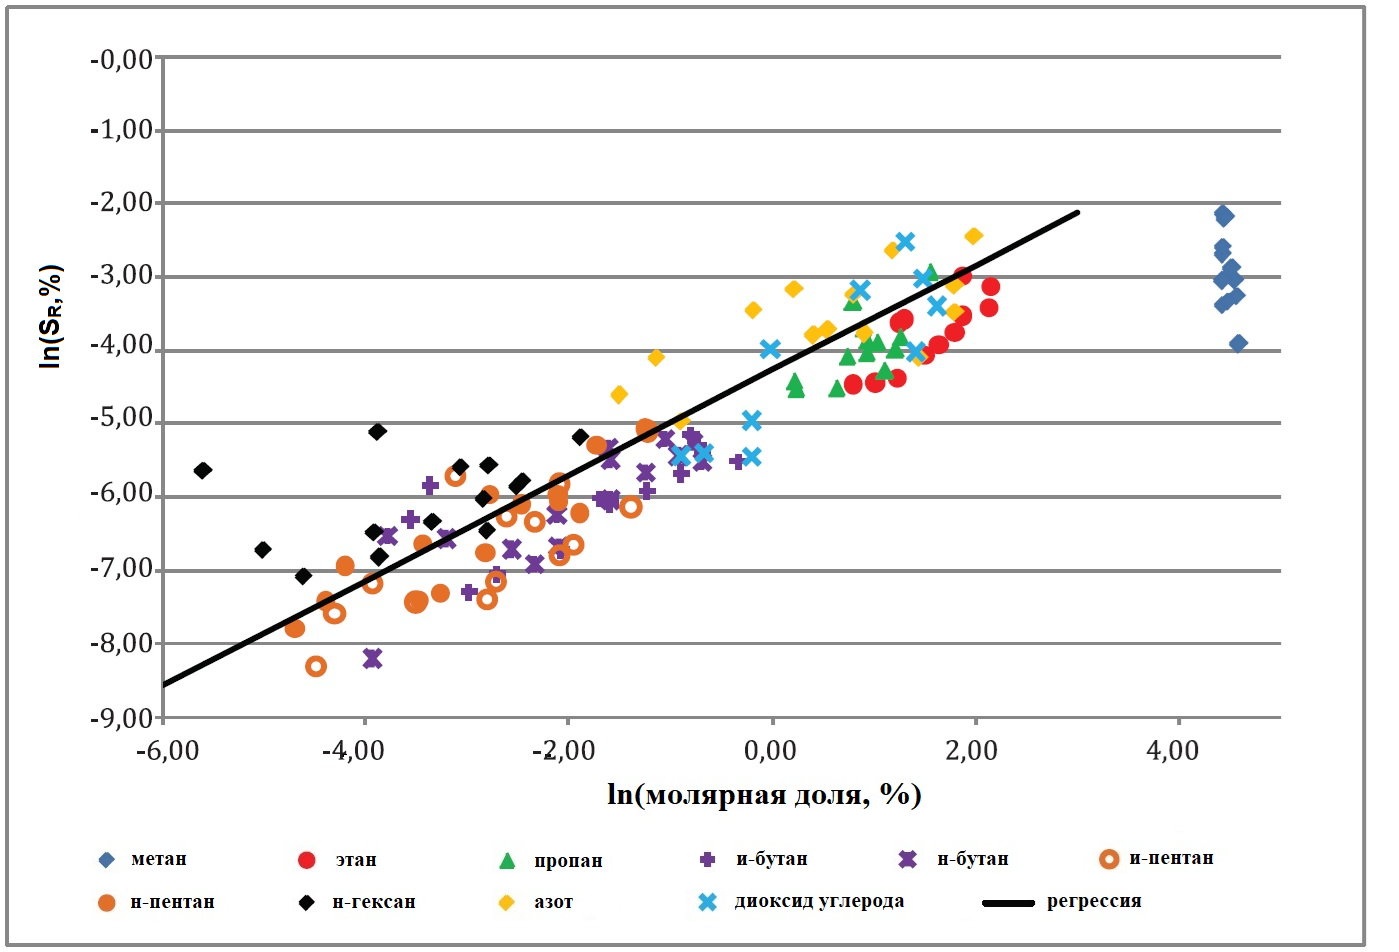 -0,00
-1,00
-2,00
-3,00
-4,00
-5,00
-6,00
-7,00
-8,00
-9,00
ln(SR,%)
-6,00 -4,00 -2,00 0,00 2,00 4,00
ln(молярная доля, %)
метан этан пропан и-бутан н-бутан и-пентан
н-пентан н-гексан азот диоксид углерода регрессия